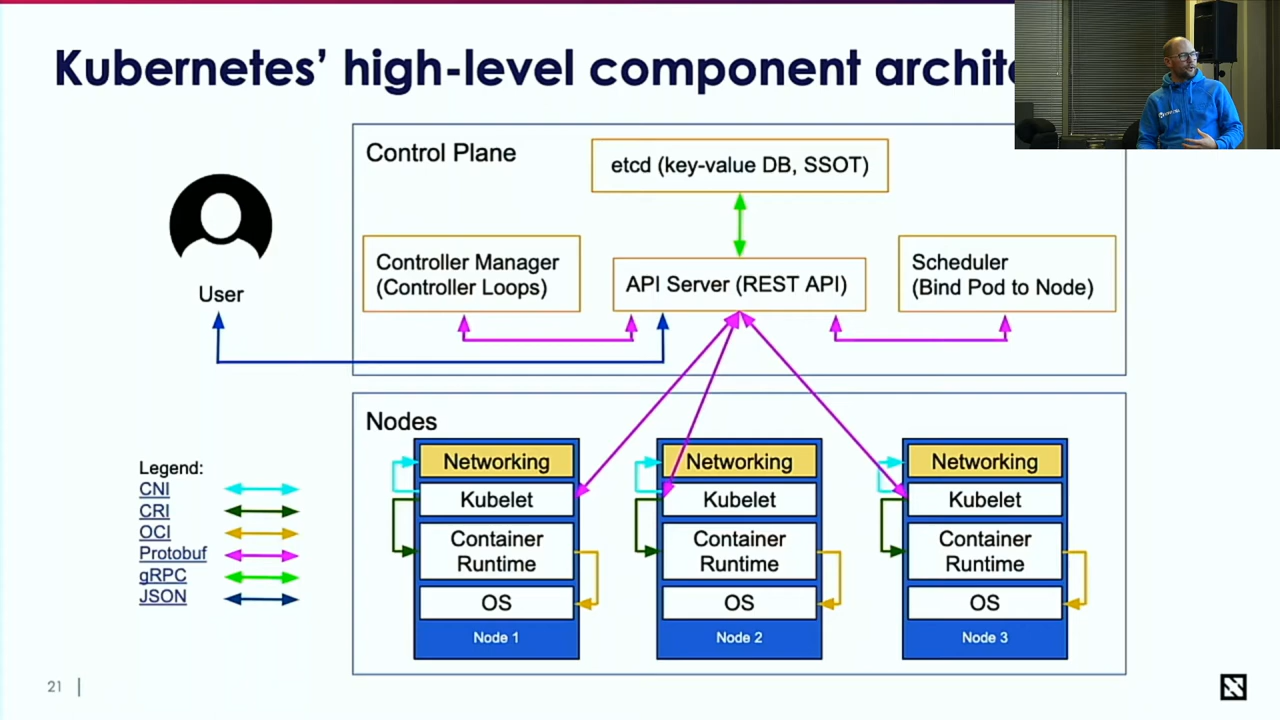 Kubernetes' high-level component archite
Control Plane
etcd (key-value DB, SSOT)
Controller Manager
(Controller Loops)
API Server (REST API)
Scheduler
(Bind Pod to Node)
User
Nodes
Networking
Kubelet
Container
Runtime
OS
Node 1
Networking
Kubelet
Container
Runtime
OS
Node 2
Networking
Kubelet
Container
Runtime
OS
Node 3
Legend:
CNI
CRI
OCI
Protobuf
gRPC
JSON
21